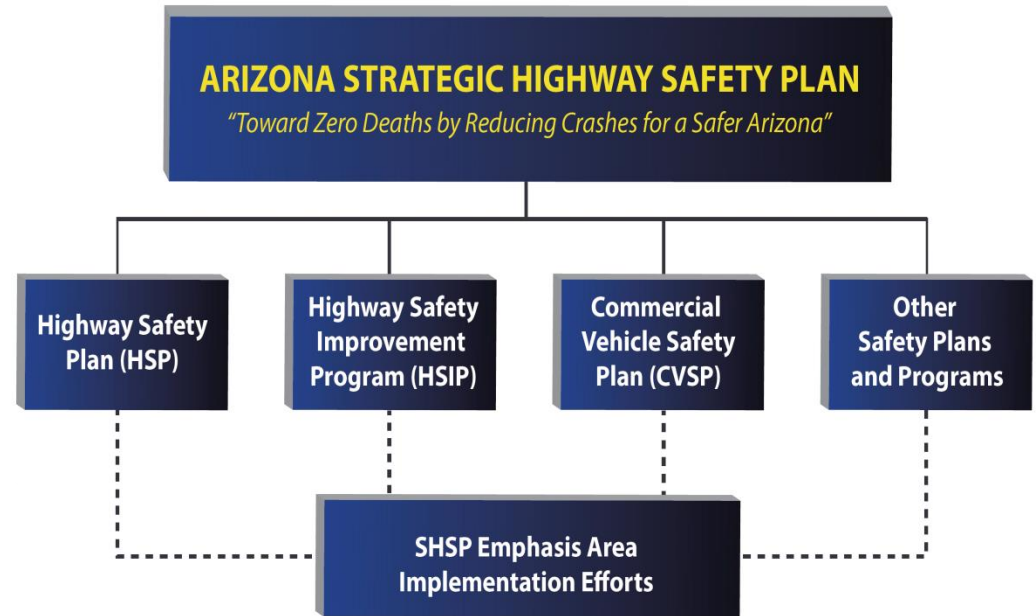 ARIZONA STRATEGIC HIGHWAY SAFETY PLAN
“Toward Zero Deaths by Reducing Crashes for a Safer Arizona”
Highway Safety
Plan (HSP)
Highway Safety
Improvement
Program (HSIP)
Commercial
Vehicle Safety
Plan (CVSP)
Other
Safety Plans
and Programs
SHSP Emphasis Area
Implementation Efforts